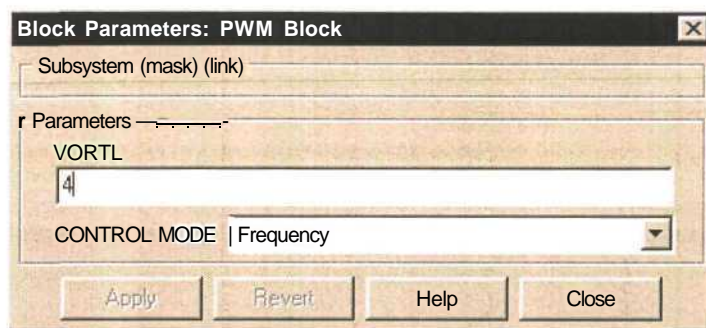 Block Parameters: PWM Block
Subsystem (mask) (link)
r Parameters
VORTL
4
CONTROL MODE | Frequency
Apply Revert Help Close